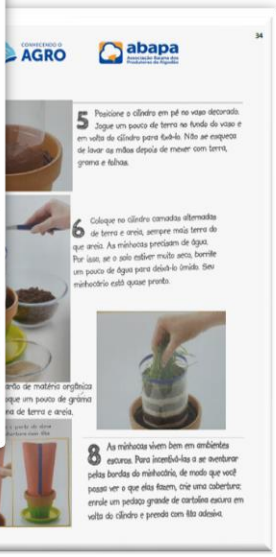 34
CONHECENDO O
AGRO
abapa
Associação Baiana dos
Produtores de Algodão
5 Posicione o cilindro em pé no vaso decorado.
Jogue um pouco de terra no fundo do vaso e
em volta do cilindro para fixá-lo. Não se esqueça
de lavar as mãos depois de mexer com terra,
grama e folhas.
6 Coloque no cilindro camadas alternadas
de terra e areia, sempre mais terra do
que areia. As minhocas precisam de água.
Por isso, se o solo estiver muito seco, borrife
um pouco de água para deixá-lo úmido. Seu
minhocário está quase pronto.
de matéria orgânica
oque um pouco de grama
de terra e areia.
8 As minhocas vivem bem em ambientes
escuros. Para incentivá-las a se aventurar
pelas bordas do minhocário, de modo que você
possa ver o que elas fazem, crie uma cobertura:
enrole um pedaço grande de cartolina escura em
volta do cilindro e prenda com fita adesiva.